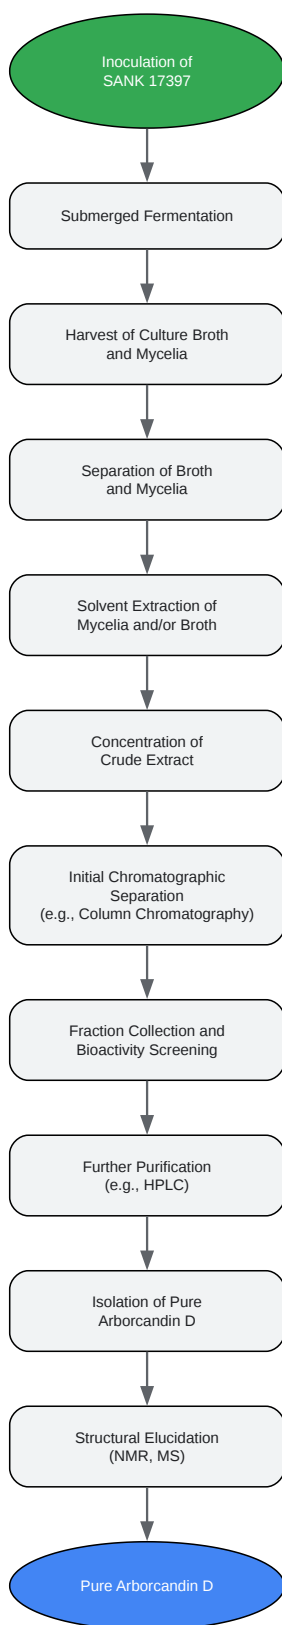 Inoculation of
SANK 17397
Submerged Fermentation
Harvest of Culture Broth
and Mycelia
Separation of Broth
and Mycelia
Solvent Extraction of
Mycelia and/or Broth
Concentration of
Crude Extract
Initial Chromatographic
Separation
(e.g., Column Chromatography)
Fraction Collection and
Bioactivity Screening
Further Purification
(e.g., HPLC)
Isolation of Pure
Arborcandin D
Structural Elucidation
(NMR, MS)
Pure Arborcandin D